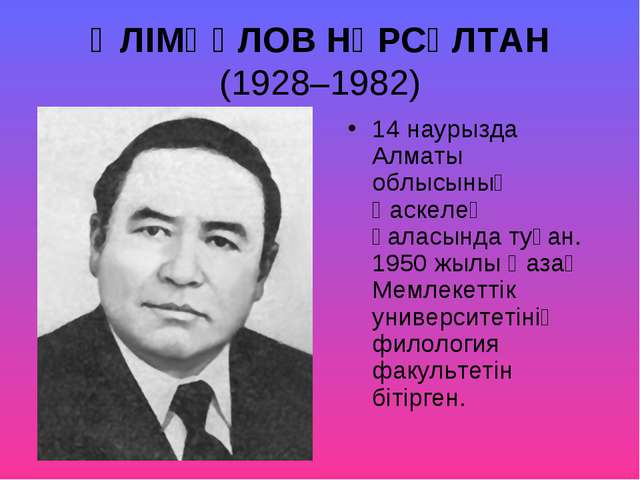 ӘЛІМҚҰЛОВ НҰРСҰЛТАН
(1928–1982)
• 14 наурызда
Алматы
облысының
Қаскелең
қаласында туған.
1950 жылы Қазақ
Мемлекеттік
университетінің
филология
факультетін
бітірген.